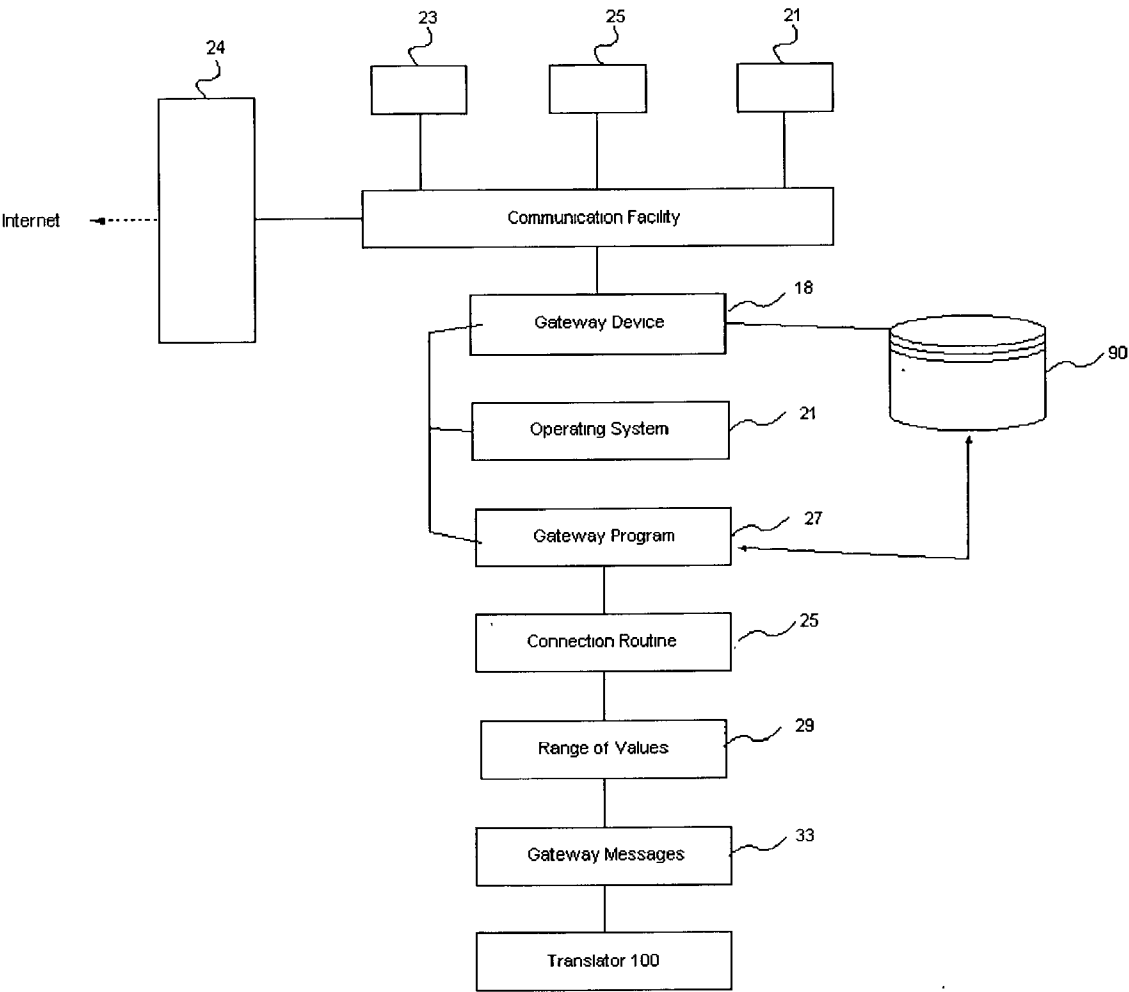 23
25
21
24
Internet
Communication Facility
18
Gateway Device
90
Operating System
21
Gateway Program
27
Connection Routine
25
Range of Values
29
Gateway Messages
33
Translator 100